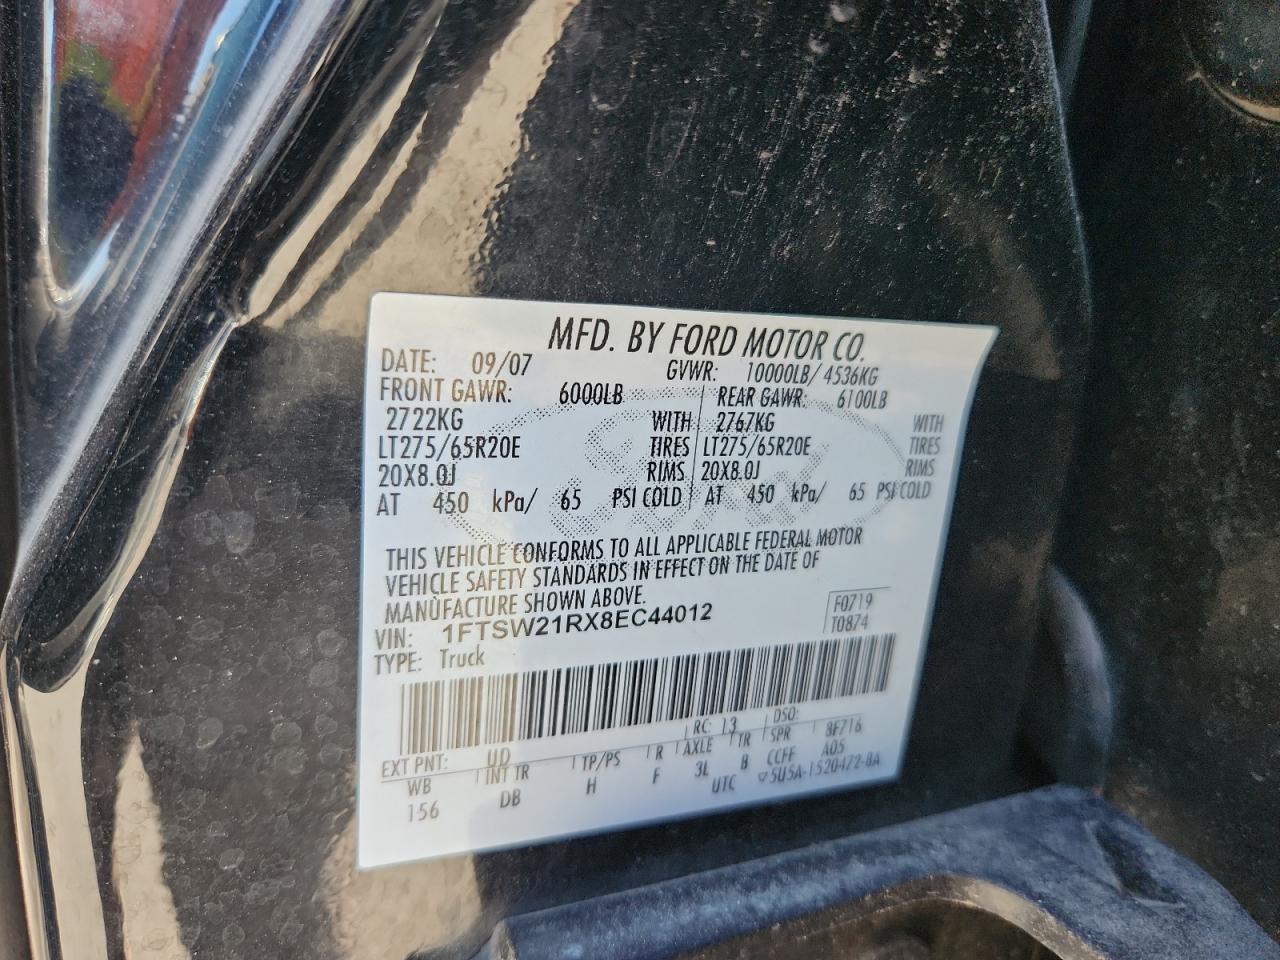 MFD. BY FORD MOTOR CO.
DATE: 09/07 GVWR: 10000LB/ 4536KG
FRONT GAWR: 6000LB REAR GAWR: 6100LB
2722KG WITH 2767KG WITH
LT275/65R20E TIRES LT275/65R20E TIRES
20X8.0J RIMS 20X8.0J RIMS
AT 450 kPa/ 65 PSI COLD AT 450 kPa/ 65 PSI COLD
THIS VEHICLE CONFORMS TO ALL APPLICABLE FEDERAL MOTOR
VEHICLE SAFETY STANDARDS IN EFFECT ON THE DATE OF
MANUFACTURE SHOWN ABOVE.
VIN: 1FTSW21RX8EC44012 F0719
TYPE: Truck T0874
EXT PNT: UD RC: 13 DSO:
WB INT TR TP/PS R AXLE TR SPR 8F716
156 DB H F 3L B CCFF A05
UTC ▽5U5A-1520472-BA